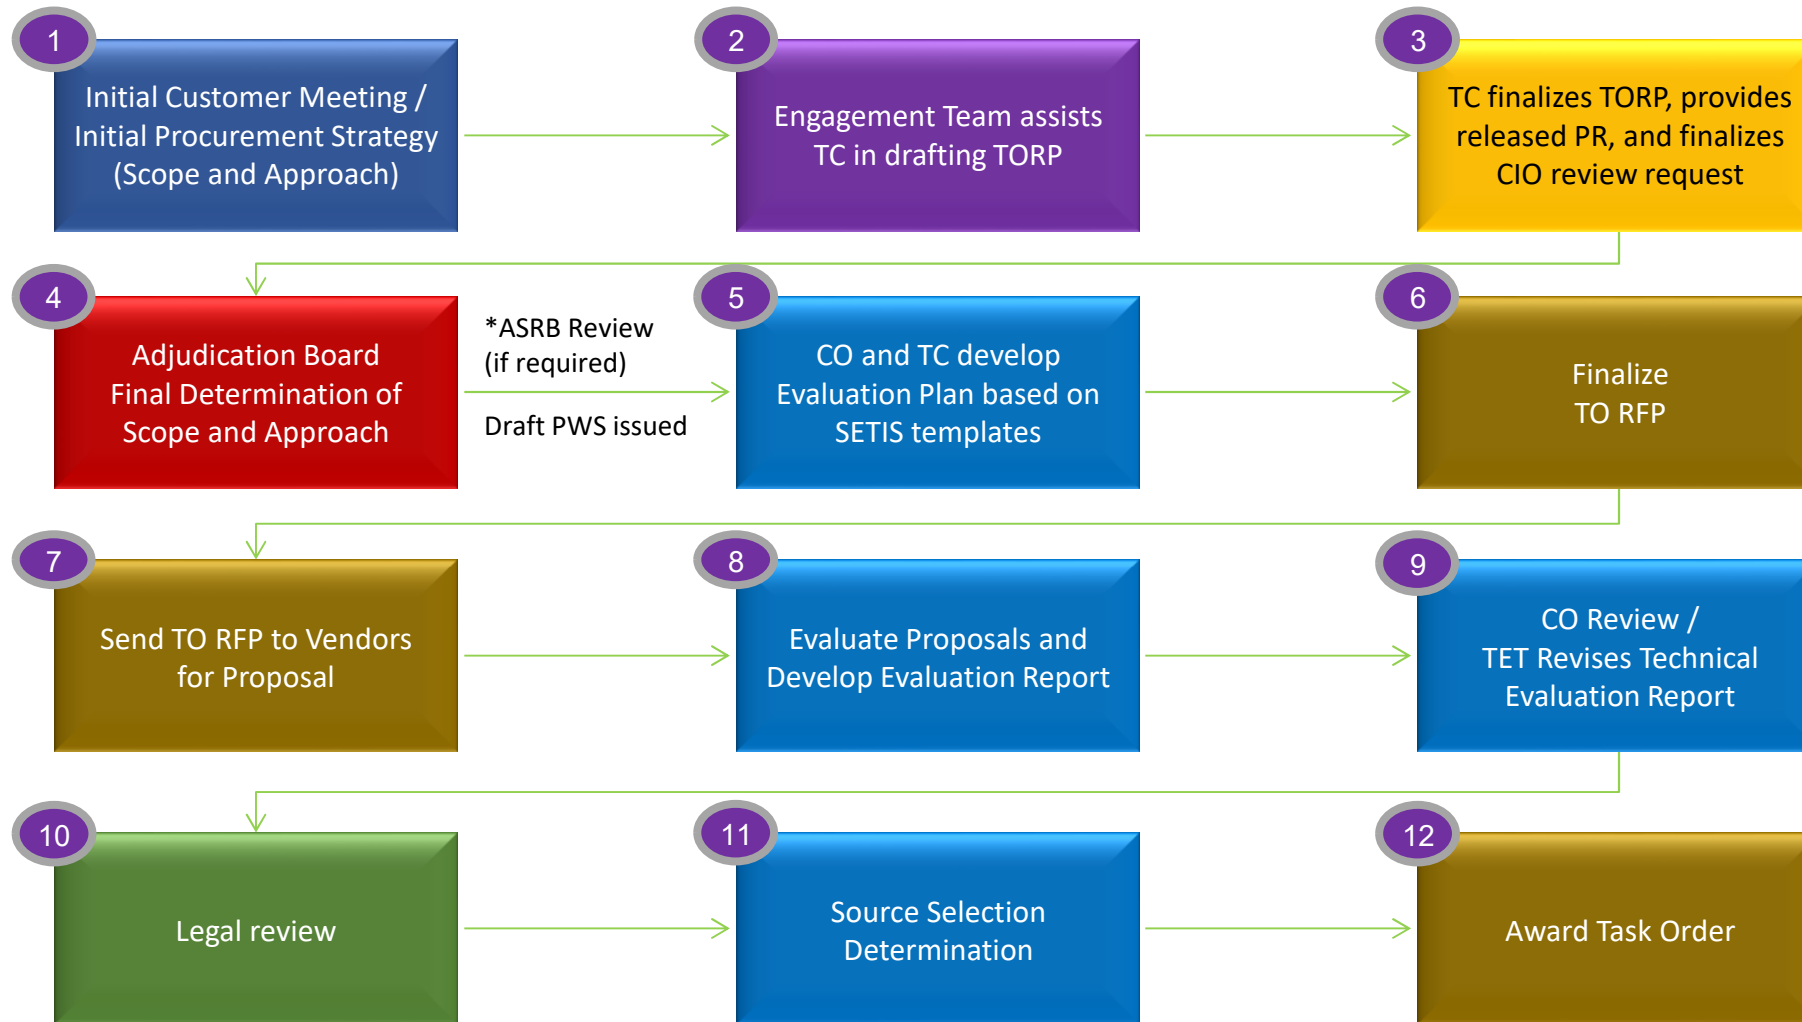 1
Initial Customer Meeting /
Initial Procurement Strategy
(Scope and Approach)
2
Engagement Team assists
TC in drafting TORP
3
TC finalizes TORP, provides
released PR, and finalizes
CIO review request
4
Adjudication Board
Final Determination of
Scope and Approach
*ASRB Review
(if required)
Draft PWS issued
5
CO and TC develop
Evaluation Plan based on
SETIS templates
6
Finalize
TO RFP
7
Send TO RFP to Vendors
for Proposal
8
Evaluate Proposals and
Develop Evaluation Report
9
CO Review /
TET Revises Technical
Evaluation Report
10
Legal review
11
Source Selection
Determination
12
Award Task Order